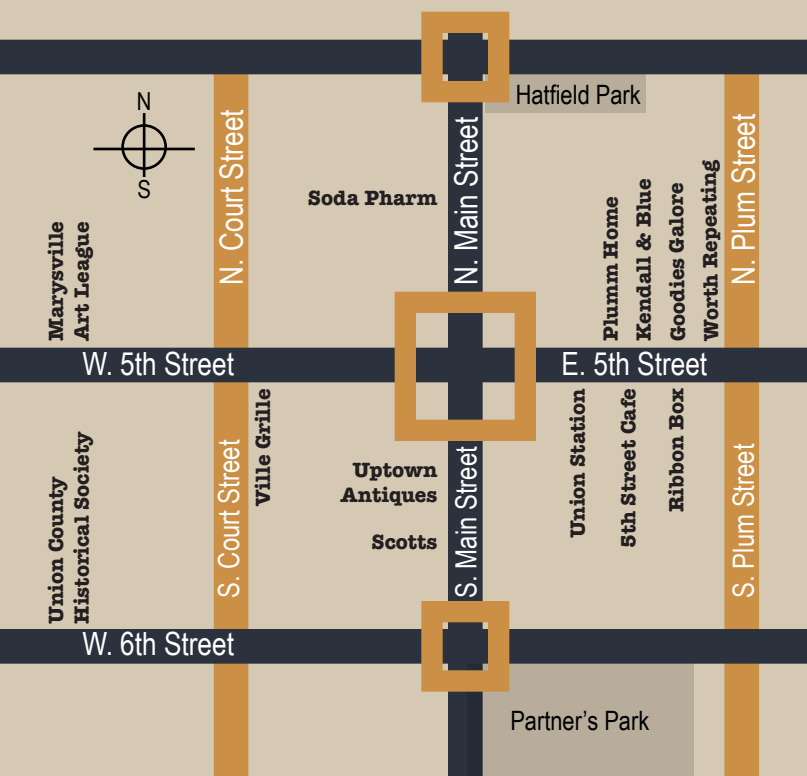 Hatfield Park
N
S
N. Court Street
N. Main Street
N. Plum Street
Soda Pharm
Marysville
Art League
Plumm Home
Kendall & Blue
Goodies Galore
Worth Repeating
W. 5th Street
E. 5th Street
Ville Grille
Union Station
5th Street Cafe
Ribbon Box
Uptown
Antiques
Scotts
Union County
Historical Society
S. Court Street
S. Main Street
S. Plum Street
W. 6th Street
Partner's Park